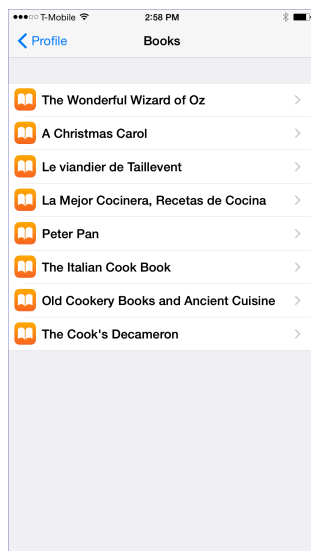 T-Mobile 2:58 PM
Profile Books
The Wonderful Wizard of Oz
A Christmas Carol
Le viandier de Taillevent
La Mejor Cocinera, Recetas de Cocina
Peter Pan
The Italian Cook Book
Old Cookery Books and Ancient Cuisine
The Cook's Decameron